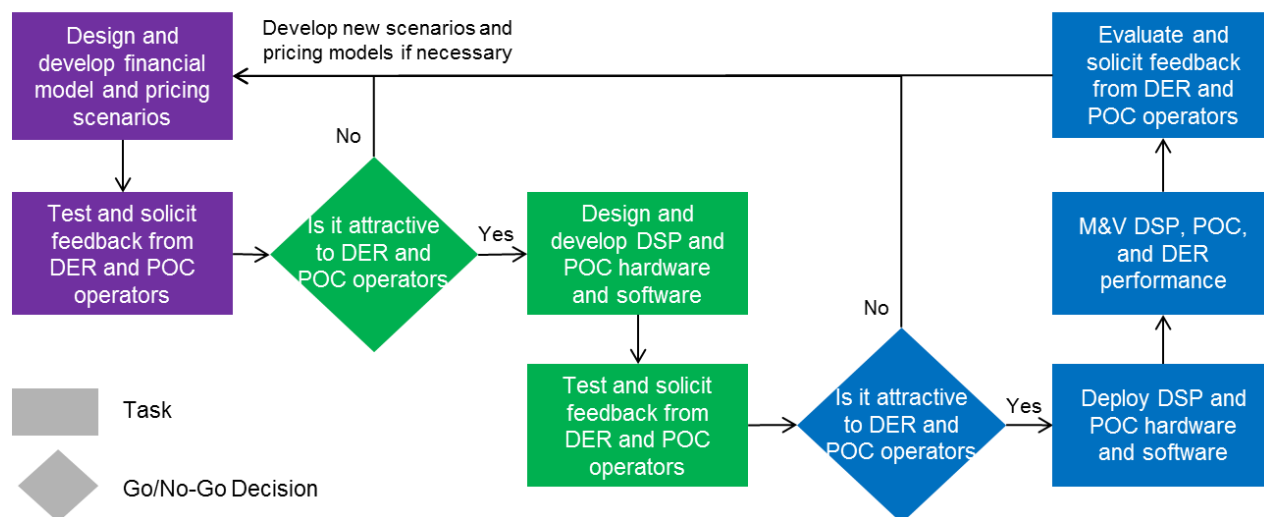 Design and
develop financial
model and pricing
scenarios
Develop new scenarios and
pricing models if necessary
Evaluate and
solicit feedback
from DER and
POC operators
No
Test and solicit
feedback from
DER and POC
operators
Is it attractive
to DER and
POC operators
Yes
Design and
develop DSP and
POC hardware
and software
M&V DSP, POC,
and DER
performance
No
Test and solicit
feedback from
DER and POC
operators
Is it attractive
to DER and
POC operators
Yes
Deploy DSP and
POC hardware
and software
Task
Go/No-Go Decision